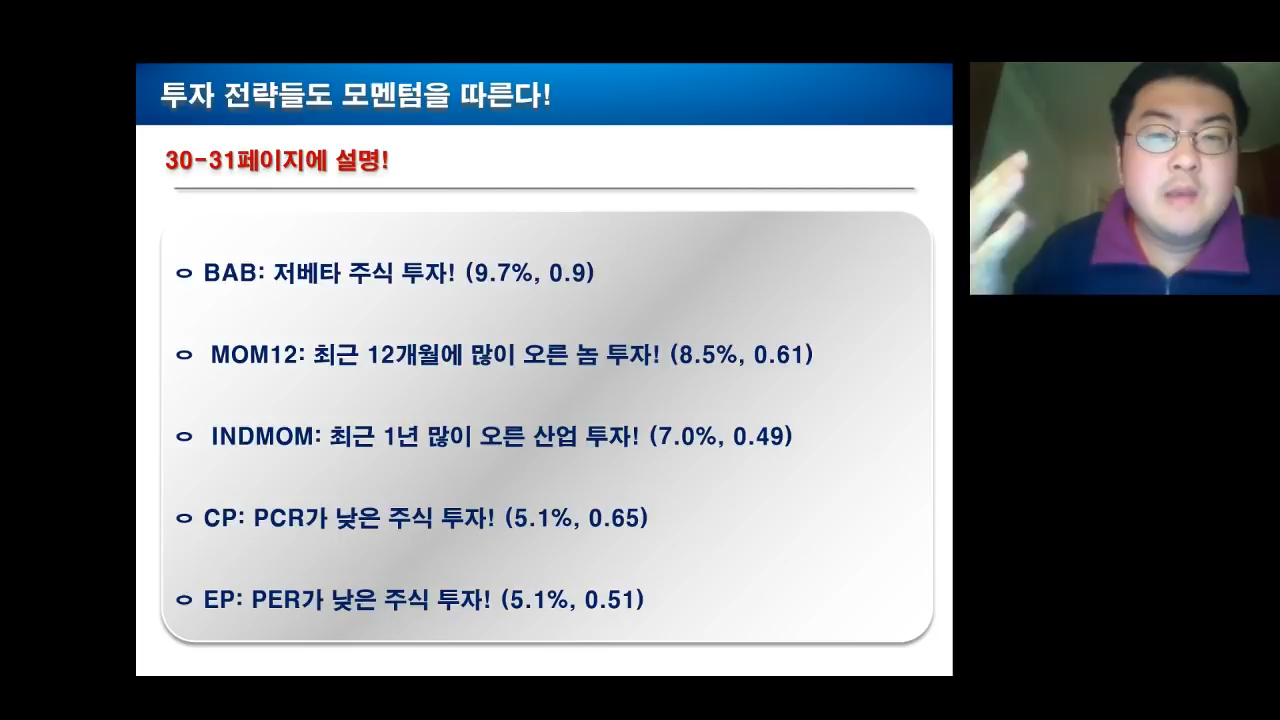 투자 전략들도 모멘텀을 따른다!
30-31페이지에 설명!
BAB: 저베타 주식 투자! (9.7%, 0.9)
MOM12: 최근 12개월에 많이 오른 놈 투자! (8.5%, 0.61)
INDMOM: 최근 1년 많이 오른 산업 투자! (7.0%, 0.49)
CP: PCR가 낮은 주식 투자! (5.1%, 0.65)
EP: PER가 낮은 주식 투자! (5.1%, 0.51)